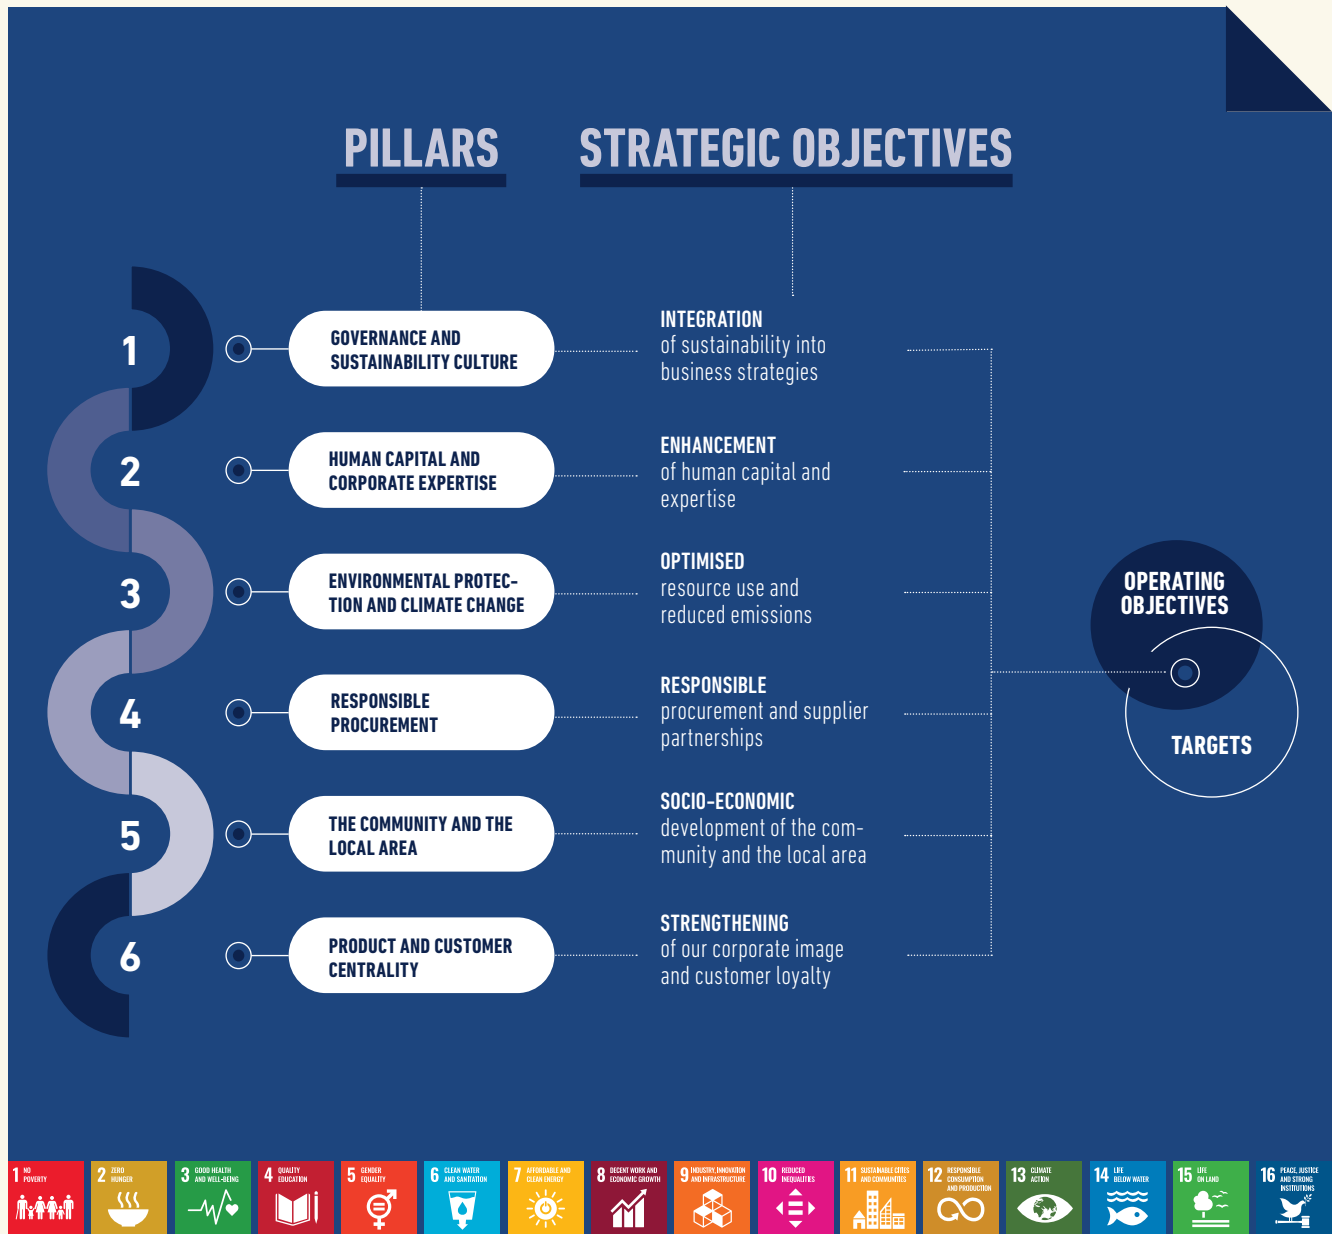 PILLARS
STRATEGIC OBJECTIVES
1
GOVERNANCE AND
SUSTAINABILITY CULTURE
INTEGRATION
of sustainability into
business strategies
2
HUMAN CAPITAL AND
CORPORATE EXPERTISE
ENHANCEMENT
of human capital and
expertise
3
ENVIRONMENTAL PROTEC-
TION AND CLIMATE CHANGE
OPTIMISED
resource use and
reduced emissions
4
RESPONSIBLE
PROCUREMENT
RESPONSIBLE
procurement and supplier
partnerships
5
THE COMMUNITY AND THE
LOCAL AREA
SOCIO-ECONOMIC
development of the com-
munity and the local area
6
PRODUCT AND CUSTOMER
CENTRALITY
STRENGTHENING
of our corporate image
and customer loyalty
OPERATING
OBJECTIVES
TARGETS
1 NO
POVERTY
2 ZERO
HUNGER
3 GOOD HEALTH
AND WELL-BEING
4 QUALITY
EDUCATION
5 GENDER
EQUALITY
6 CLEAN WATER
AND SANITATION
7 AFFORDABLE AND
CLEAN ENERGY
8 DECENT WORK AND
ECONOMIC GROWTH
9 INDUSTRY, INNOVATION
AND INFRASTRUCTURE
10 REDUCED
INEQUALITIES
11 SUSTAINABLE CITIES
AND COMMUNITIES
12 RESPONSIBLE
CONSUMPTION
AND PRODUCTION
13 CLIMATE
ACTION
14 LIFE
BELOW WATER
15 LIFE
ON LAND
16 PEACE, JUSTICE
AND STRONG
INSTITUTIONS